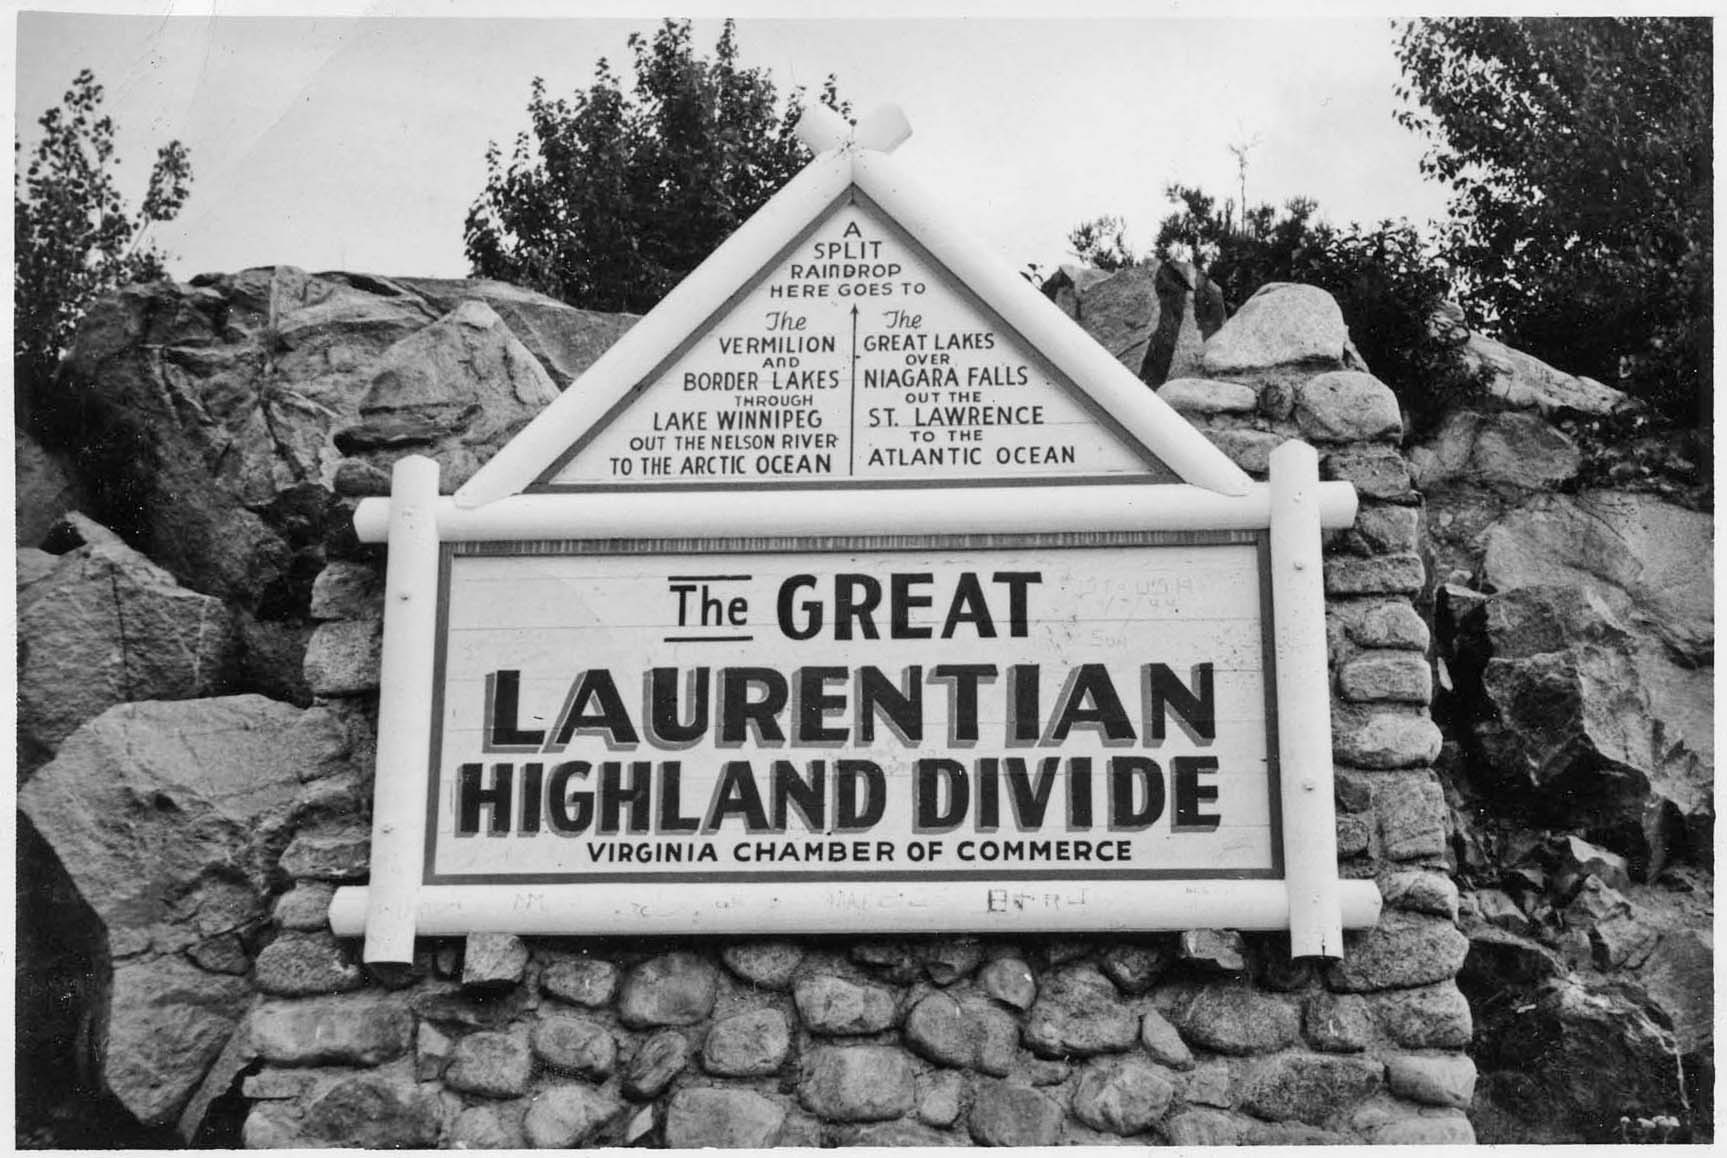 A
SPLIT
RAINDROP
HERE GOES TO
The
VERMILION
AND
BORDER LAKES
THROUGH
LAKE WINNIPEG
OUT THE NELSON RIVER
TO THE ARCTIC OCEAN
The
GREAT LAKES
OVER
NIAGARA FALLS
OUT THE
ST. LAWRENCE
TO THE
ATLANTIC OCEAN
The GREAT
LAURENTIAN
HIGHLAND DIVIDE
VIRGINIA CHAMBER OF COMMERCE